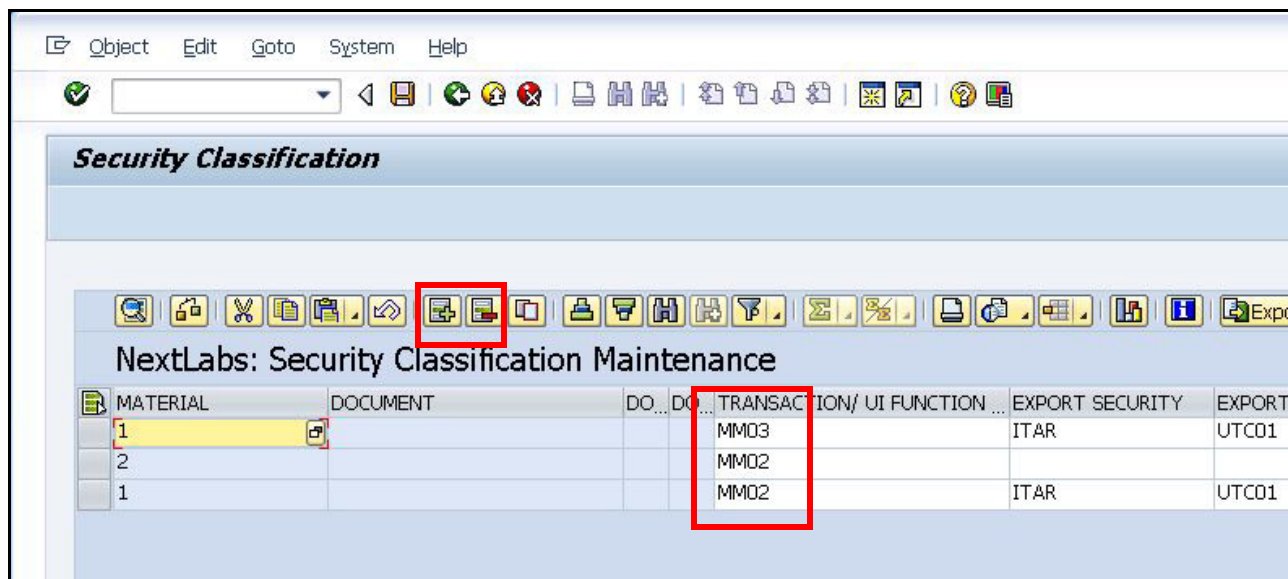 Object Edit Goto System Help
Security Classification
Expo
NextLabs: Security Classification Maintenance
MATERIAL DOCUMENT DO... DO... TRANSACTION/ UI FUNCTION ... EXPORT SECURITY EXPORT
1 MM03 ITAR UTC01
2 MM02
1 MM02 ITAR UTC01